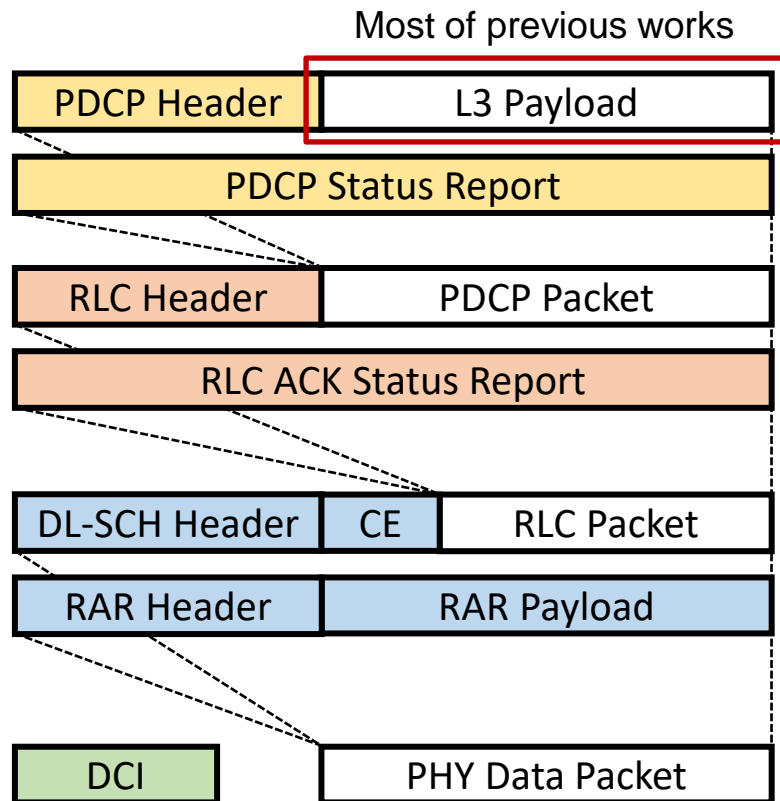 Most of previous works
PDCP Header L3 Payload
PDCP Status Report
RLC Header PDCP Packet
RLC ACK Status Report
DL-SCH Header CE RLC Packet
RAR Header RAR Payload
DCI PHY Data Packet